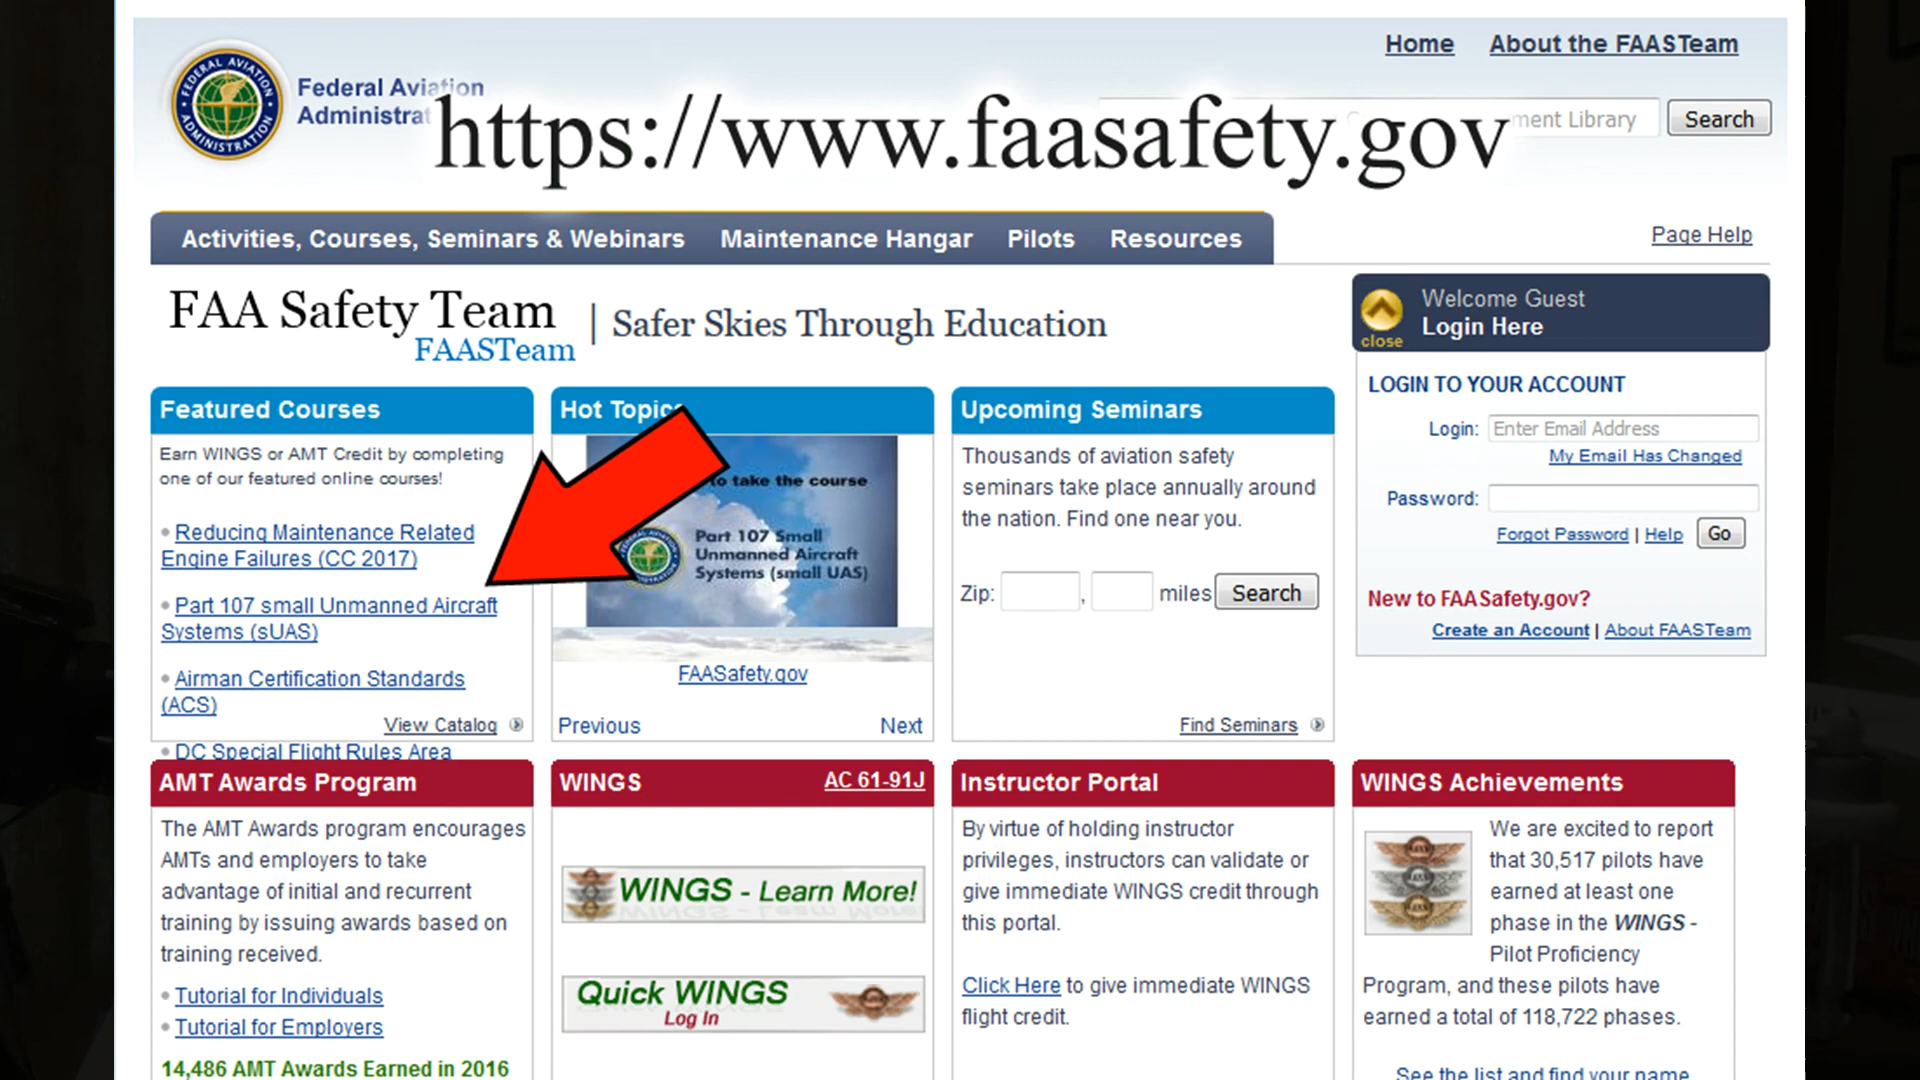 Home About the FAASTeam
FEDERAL AVIATION ADMINISTRATION
Federal Aviation
Administrat
https://www.faasafety.gov
ment Library Search
Activities, Courses, Seminars & Webinars Maintenance Hangar Pilots Resources
Page Help
FAA Safety Team
FAASTeam
| Safer Skies Through Education
Welcome Guest
Login Here
close
LOGIN TO YOUR ACCOUNT
Login: Enter Email Address
My Email Has Changed
Password:
Forgot Password | Help Go
New to FAASafety.gov?
Create an Account | About FAASTeam
Featured Courses
Earn WINGS or AMT Credit by completing
one of our featured online courses!
• Reducing Maintenance Related
Engine Failures (CC 2017)
• Part 107 small Unmanned Aircraft
Systems (sUAS)
• Airman Certification Standards
(ACS)
View Catalog
• DC Special Flight Rules Area
Hot Topics
to take the course
Part 107 Small
Unmanned Aircraft
Systems (small UAS)
FAASafety.gov
Previous Next
Upcoming Seminars
Thousands of aviation safety
seminars take place annually around
the nation. Find one near you.
Zip: , miles Search
Find Seminars
AMT Awards Program
The AMT Awards program encourages
AMTs and employers to take
advantage of initial and recurrent
training by issuing awards based on
training received.
• Tutorial for Individuals
• Tutorial for Employers
14,486 AMT Awards Earned in 2016
WINGS AC 61-91J
WINGS - Learn More!
Quick WINGS
Log In
Instructor Portal
By virtue of holding instructor
privileges, instructors can validate or
give immediate WINGS credit through
this portal.
Click Here to give immediate WINGS
flight credit.
WINGS Achievements
We are excited to report
that 30,517 pilots have
earned at least one
phase in the WINGS -
Pilot Proficiency
Program, and these pilots have
earned a total of 118,722 phases.
See the list and find your name